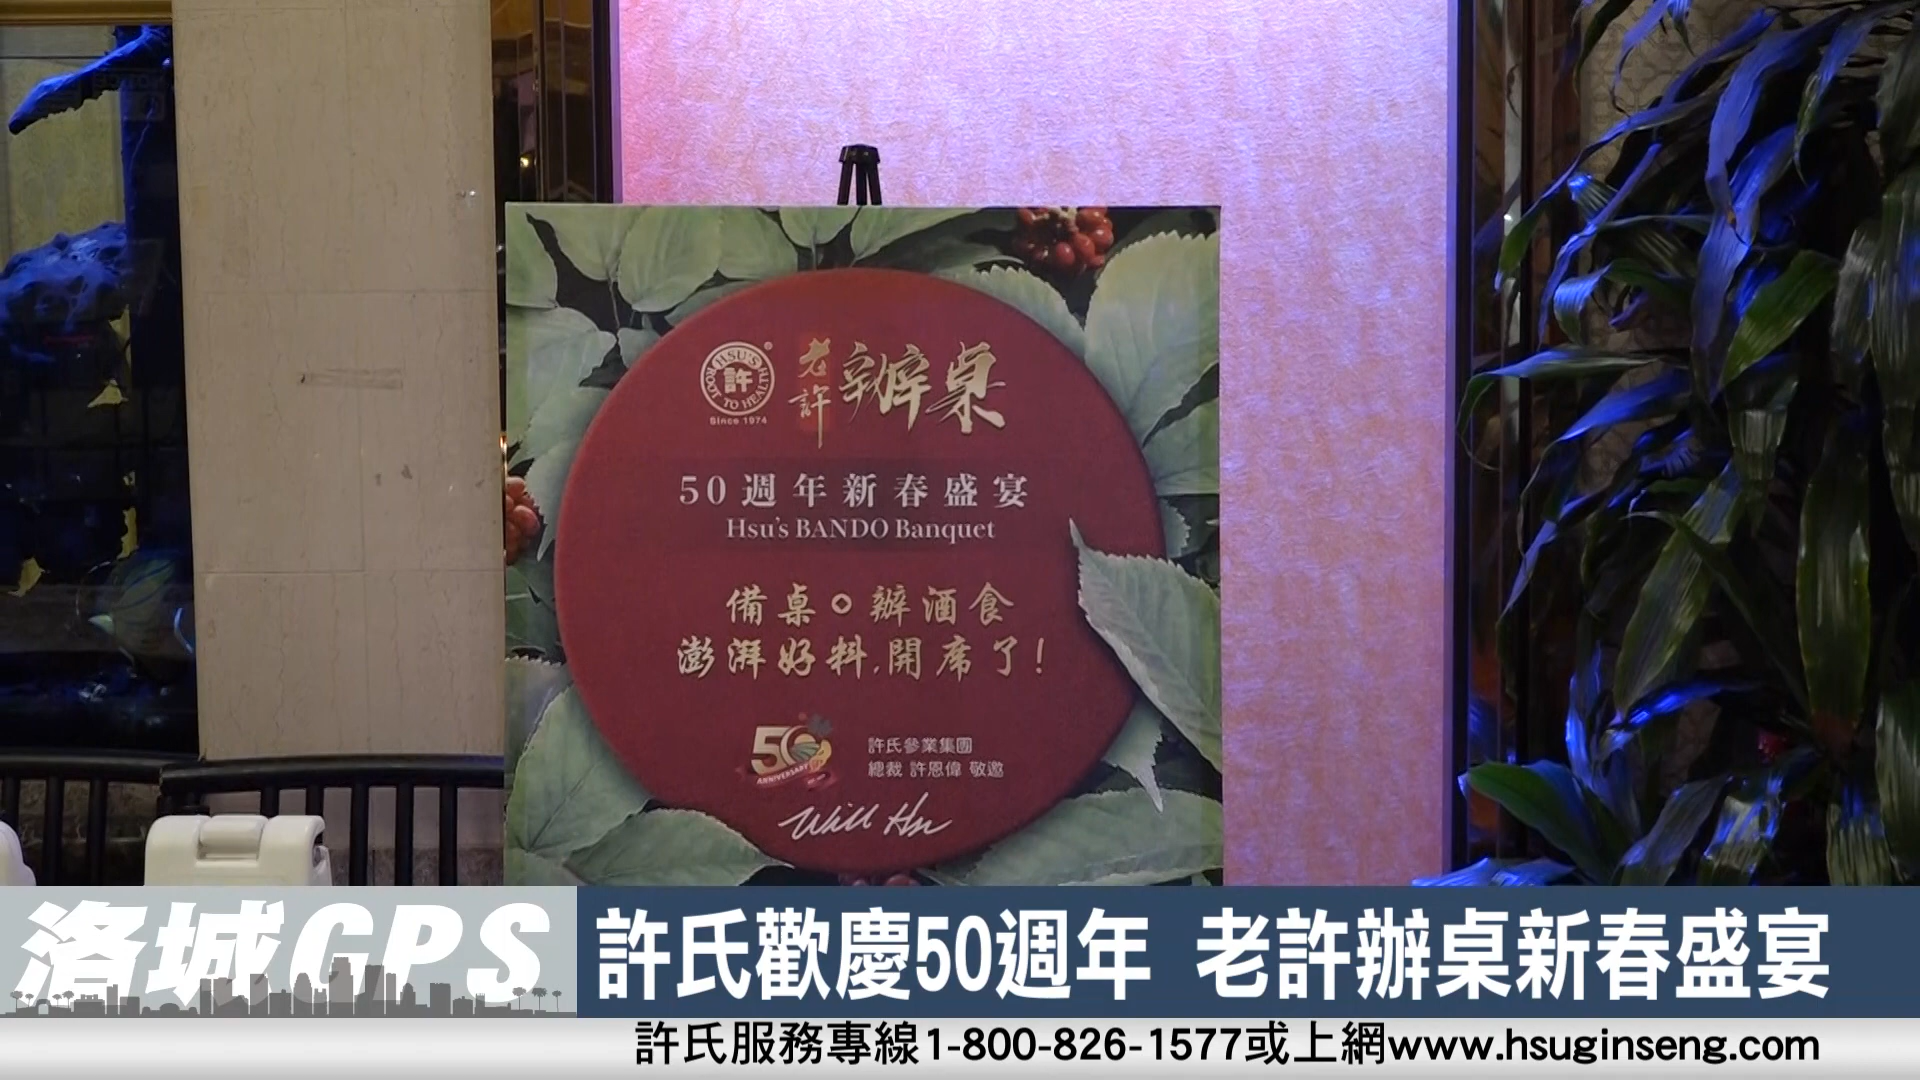 HSU'S
許
ROOT TO HEALTH
®
Since 1974
老許辦桌
50週年新春盛宴
Hsu's BANDO Banquet
備桌。辦酒食
澎湃好料,開席了!
50
ANNIVERSARY
許氏參業集團
總裁 許恩偉 敬邀
Will Hsu
洛城GPS
許氏歡慶50週年 老許辦桌新春盛宴
許氏服務專線1-800-826-1577或上網www.hsuginseng.com